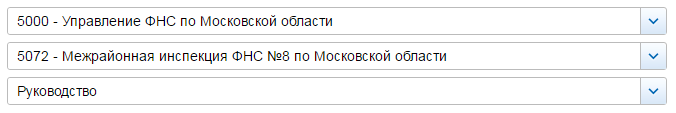 5000 - Управление ФНС по Московской области
5072 - Межрайонная инспекция ФНС №8 по Московской области
Руководство